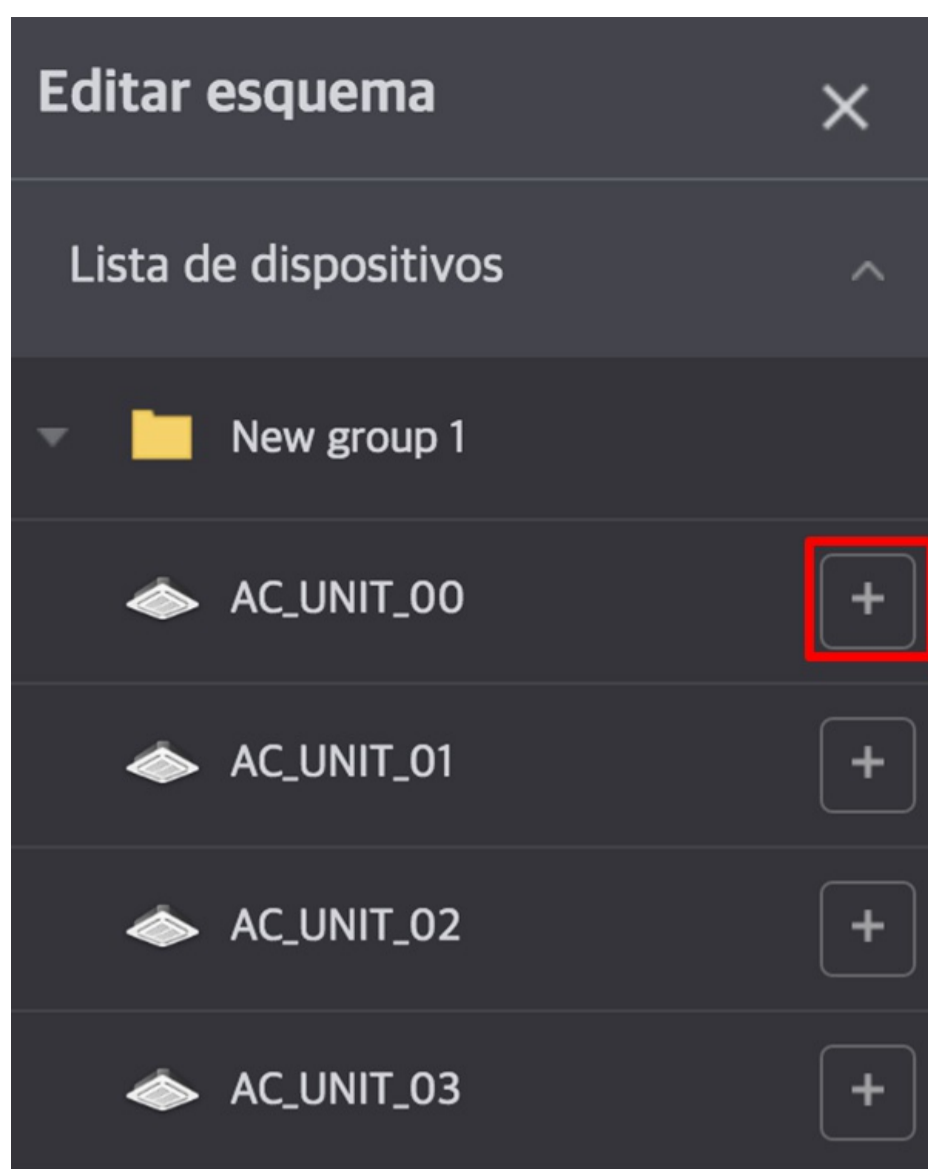 Editar esquema
Lista de dispositivos
New group 1
AC_UNIT_00
+
AC_UNIT_01
+
AC_UNIT_02
+
AC_UNIT_03
+